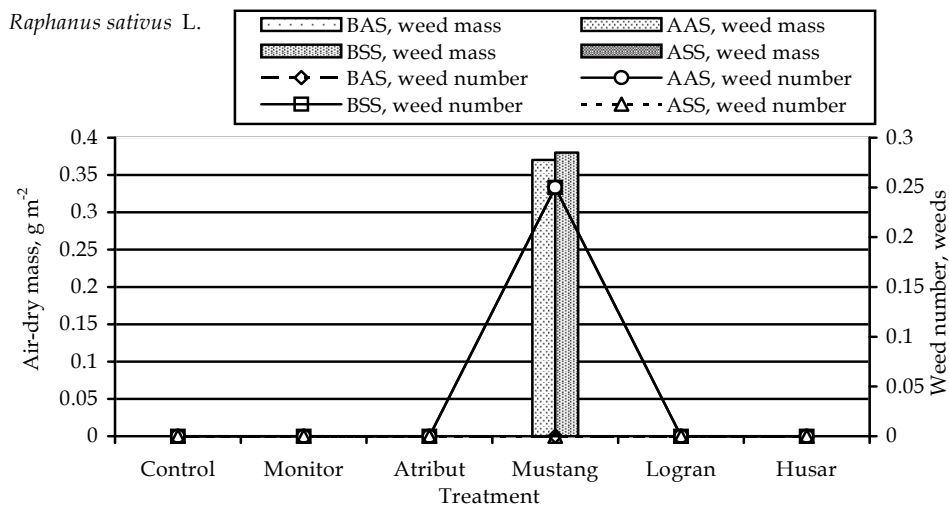 Raphanus sativus L.
BAS, weed mass AAS, weed mass
BSS, weed mass ASS, weed mass
BAS, weed number AAS, weed number
BSS, weed number ASS, weed number
0.4 0.3
0.35
0.25
0.3
0.25 0.2
0.2 0.15
0.15
0.1
0.1
0.05 0.05
0 0
Air-dry mass, g m-2
Weed number, weeds
Control Monitor Atribut Mustang Logran Husar
Treatment